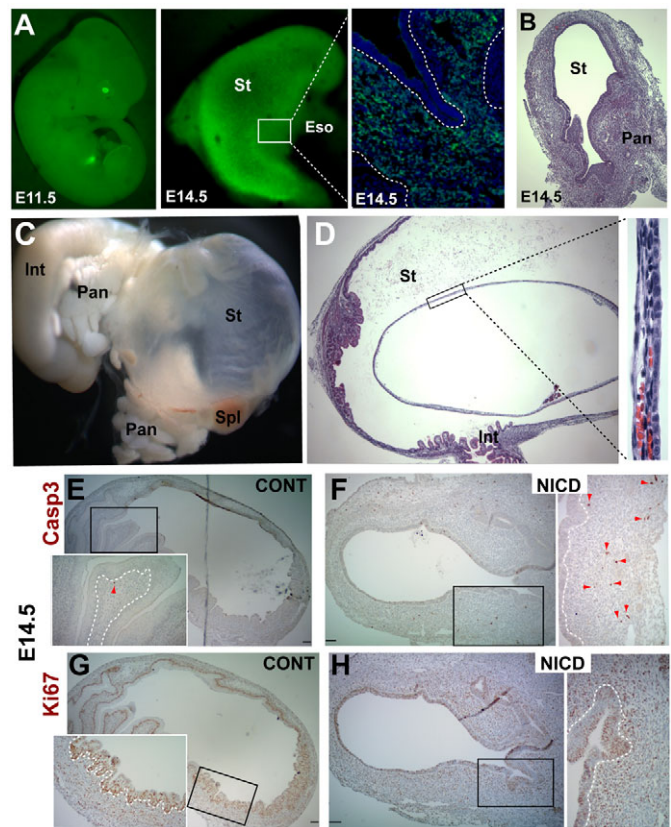 A
E11.5
St
Eso
E14.5
E14.5
B
St
Pan
E14.5
C
Int
Pan
St
Pan
Spl
D
St
Int
E14.5
Casp3
E
CONT
F
NICD
Ki67
G
CONT
H
NICD